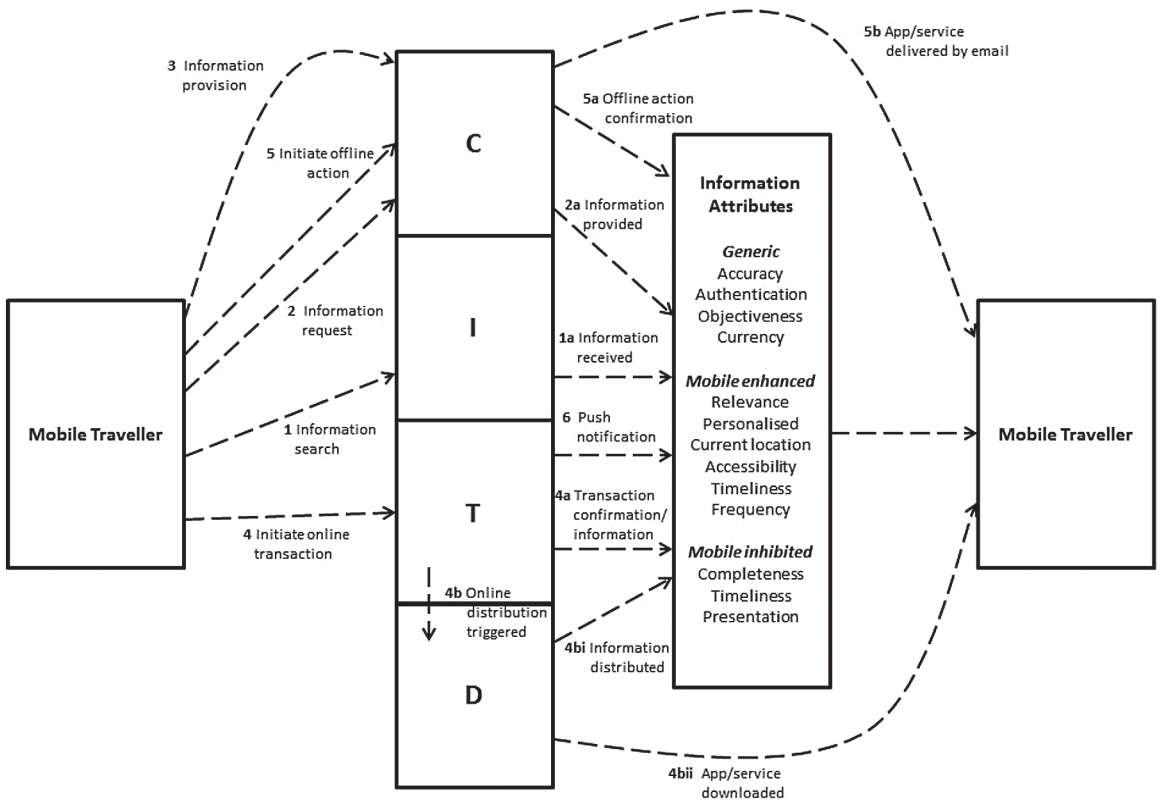 3 Information
provision
5 Initiate offline
action
2 Information
request
Mobile Traveller
1 Information
search
4 Initiate online
transaction
C
I
T
4b Online
distribution
triggered
D
5b App/service
delivered by email
5a Offline action
confirmation
2a Information
provided
1a Information
received
6 Push
notification
4a Transaction
confirmation/
information
4bi Information
distributed
4bii App/service
downloaded
Information
Attributes
Generic
Accuracy
Authentication
Objectiveness
Currency
Mobile enhanced
Relevance
Personalised
Current location
Accessibility
Timeliness
Frequency
Mobile inhibited
Completeness
Timeliness
Presentation
Mobile Traveller